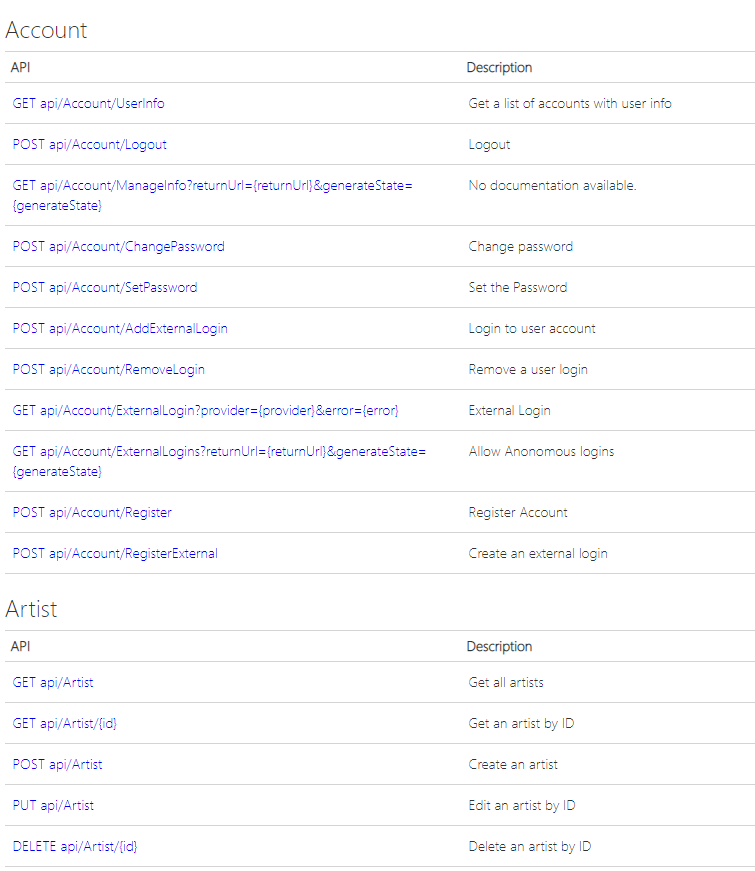 Account
API Description
GET api/Account/UserInfo Get a list of accounts with user info
POST api/Account/Logout Logout
GET api/Account/ManageInfo?returnUrl={returnUrl}&generateState= No documentation available.
{generateState}
POST api/Account/ChangePassword Change password
POST api/Account/SetPassword Set the Password
POST api/Account/AddExternalLogin Login to user account
POST api/Account/RemoveLogin Remove a user login
GET api/Account/ExternalLogin?provider={provider}&error={error} External Login
GET api/Account/ExternalLogins?returnUrl={returnUrl}&generateState= Allow Anonomous logins
{generateState}
POST api/Account/Register Register Account
POST api/Account/RegisterExternal Create an external login
Artist
API Description
GET api/Artist Get all artists
GET api/Artist/{id} Get an artist by ID
POST api/Artist Create an artist
PUT api/Artist Edit an artist by ID
DELETE api/Artist/{id} Delete an artist by ID